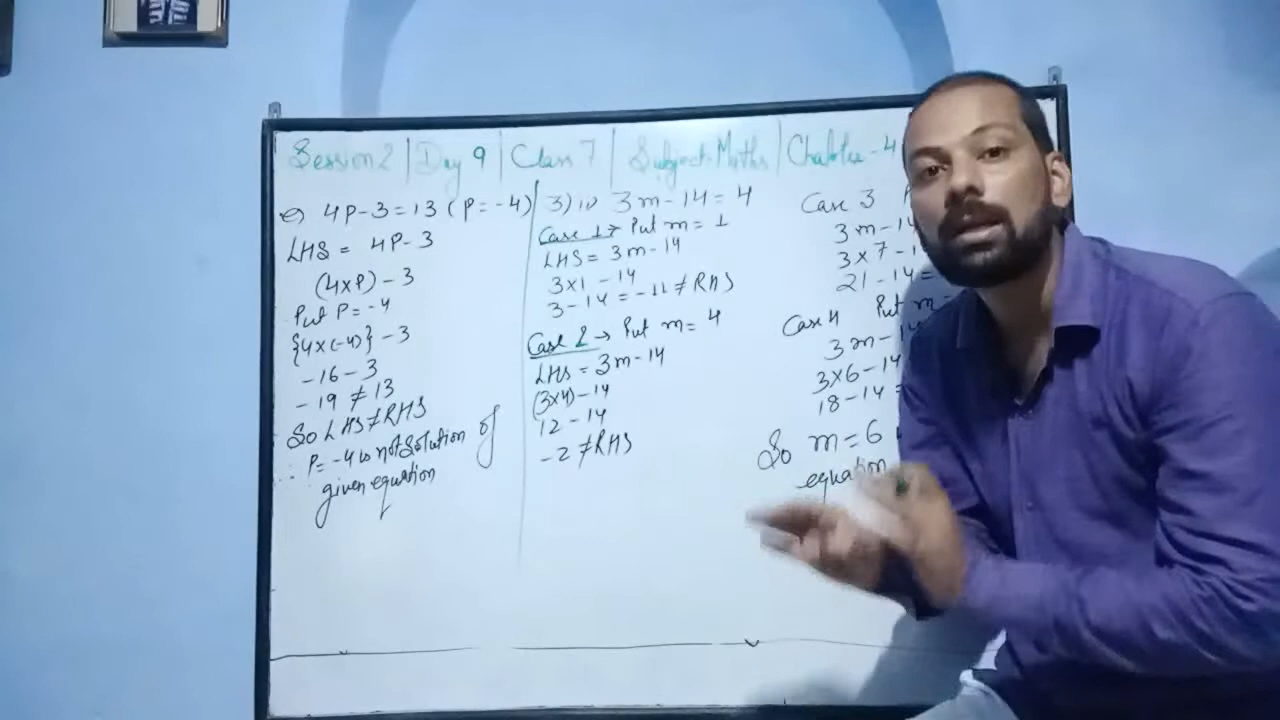 Session 2 | Day 9 | Class 7 | Subject: Maths | Chapter - 4
e) 4P-3=13 (P=-4)
LHS = 4P-3
(4×P)-3
Put P=-4
{4×(-4)}-3
-16-3
-19 ≠ 13
So LHS≠RHS
∴ P=-4 is not solution of
given equation
3) ii) 3m-14=4
Case 1→ Put m=1
LHS = 3m-14
3×1-14
3-14=-11≠RHS
Case 2→ Put m=4
LHS = 3m-14
(3×4)-14
12-14
-2≠RHS
Case 3
3m-14
3×7-1
21-14=
Case 4 Put m-
3m-14
3×6-14
18-14=
So m=6
equation